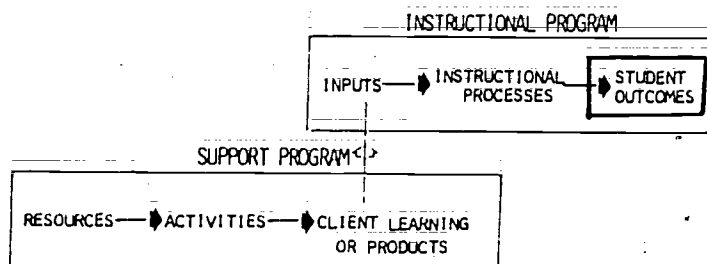 INSTRUCTIONAL PROGRAM
INPUTS
INSTRUCTIONAL
PROCESSES
STUDENT
OUTCOMES
SUPPORT PROGRAM
RESOURCES
ACTIVITIES
CLIENT LEARNING
OR PRODUCTS